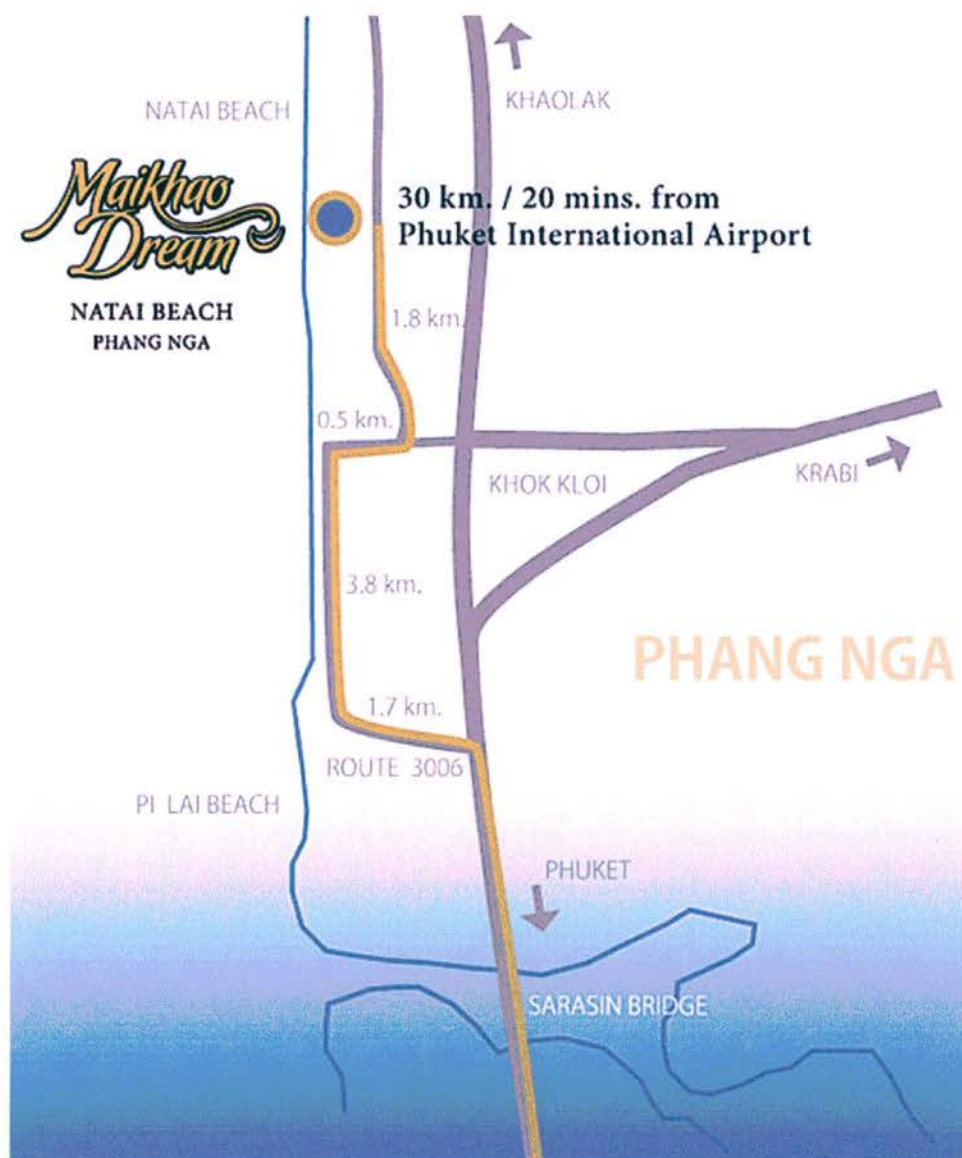 KHAOLAK
NATAI BEACH
Maikhao
Dream
NATAI BEACH
PHANG NGA
30 km. / 20 mins. from
Phuket International Airport
1.8 km.
0.5 km.
KHOK KLOI
KRABI
3.8 km.
PHANG NGA
1.7 km.
ROUTE 3006
PI LAI BEACH
PHUKET
SARASIN BRIDGE